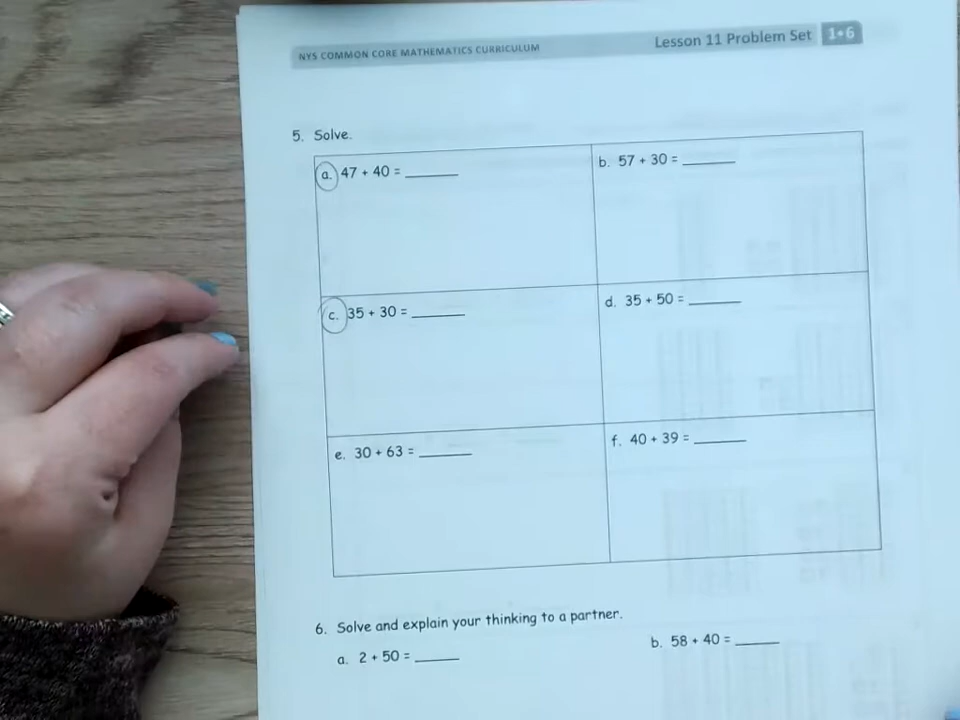 NYS COMMON CORE MATHEMATICS CURRICULUM Lesson 11 Problem Set 1•6
5. Solve.
a. 47 + 40 = ______ b. 57 + 30 = ______
c. 35 + 30 = ______ d. 35 + 50 = ______
e. 30 + 63 = ______ f. 40 + 39 = ______
6. Solve and explain your thinking to a partner.
a. 2 + 50 = ______ b. 58 + 40 = ______